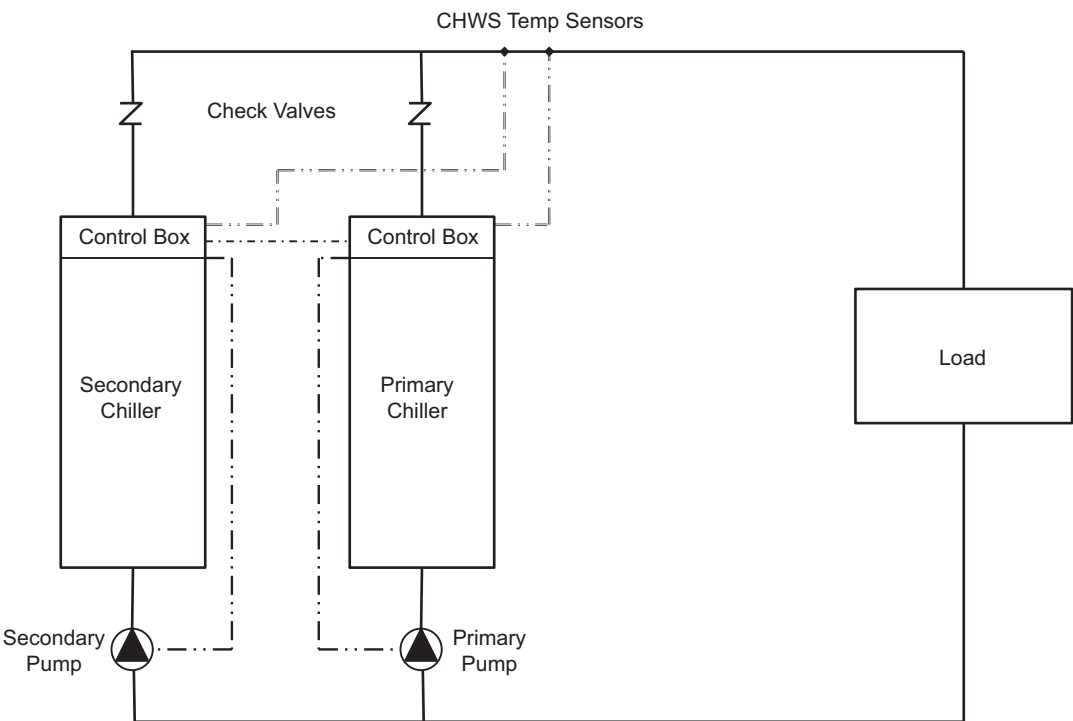 CHWS Temp Sensors
Check Valves
Control Box
Control Box
Secondary
Chiller
Primary
Chiller
Load
Secondary
Pump
Primary
Pump